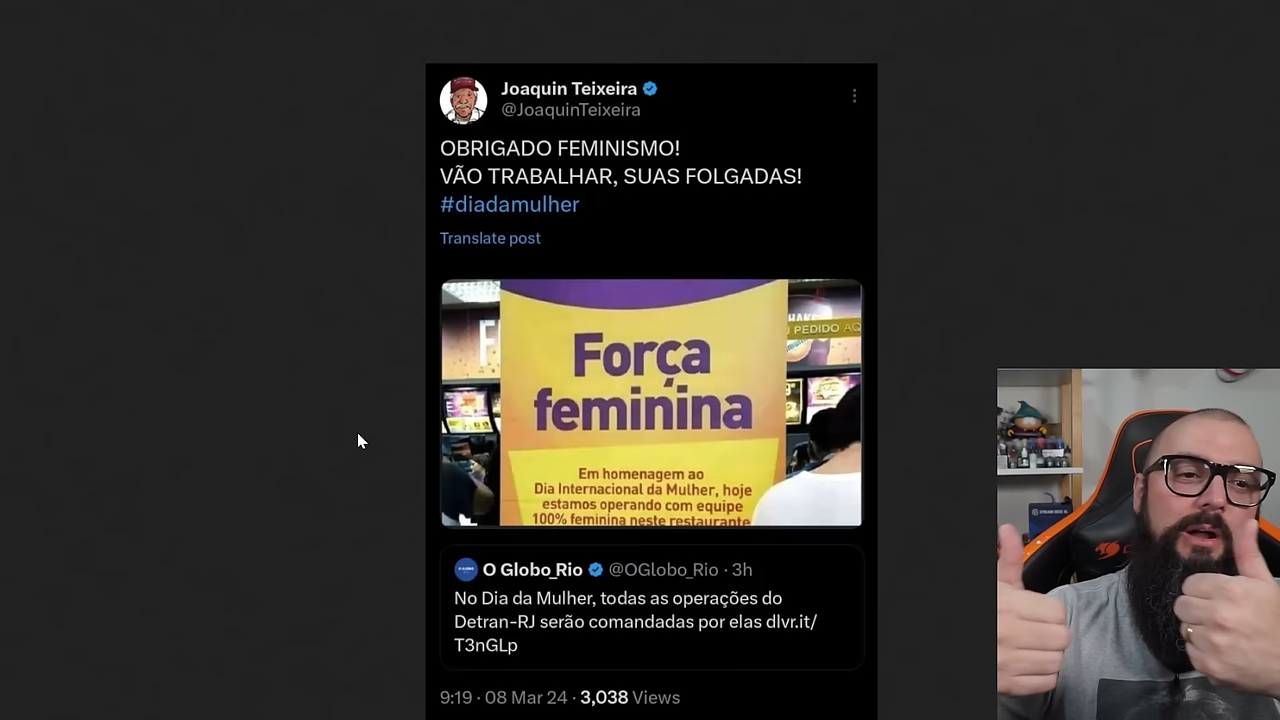 Joaquin Teixeira
@JoaquinTeixeira
OBRIGADO FEMINISMO!
VÃO TRABALHAR, SUAS FOLGADAS!
#diadamulher
Translate post
PEDIDO AQ
Força
feminina
Em homenagem ao
Dia Internacional da Mulher, hoje
estamos operando com equipe
100% feminina neste restaurante
O Globo_Rio @OGlobo_Rio · 3h
No Dia da Mulher, todas as operações do
Detran-RJ serão comandadas por elas dlvr.it/
T3nGLp
9:19 · 08 Mar 24 · 3,038 Views